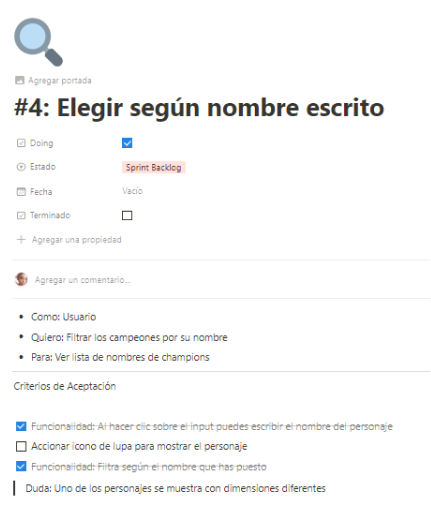 Agregar portada
#4: Elegir según nombre escrito
Doing
Estado Sprint Backlog
Fecha Vacío
Terminado
Agregar una propiedad
Agregar un comentario...
Como: Usuario
Quiero: Filtrar los campeones por su nombre
Para: Ver lista de nombres de champions
Criterios de Aceptación
Funcionalidad: Al hacer clic sobre el input puedes escribir el nombre del personaje
Accionar icono de lupa para mostrar el personaje
Funcionalidad: Filtra según el nombre que has puesto
Duda: Uno de los personajes se muestra con dimensiones diferentes